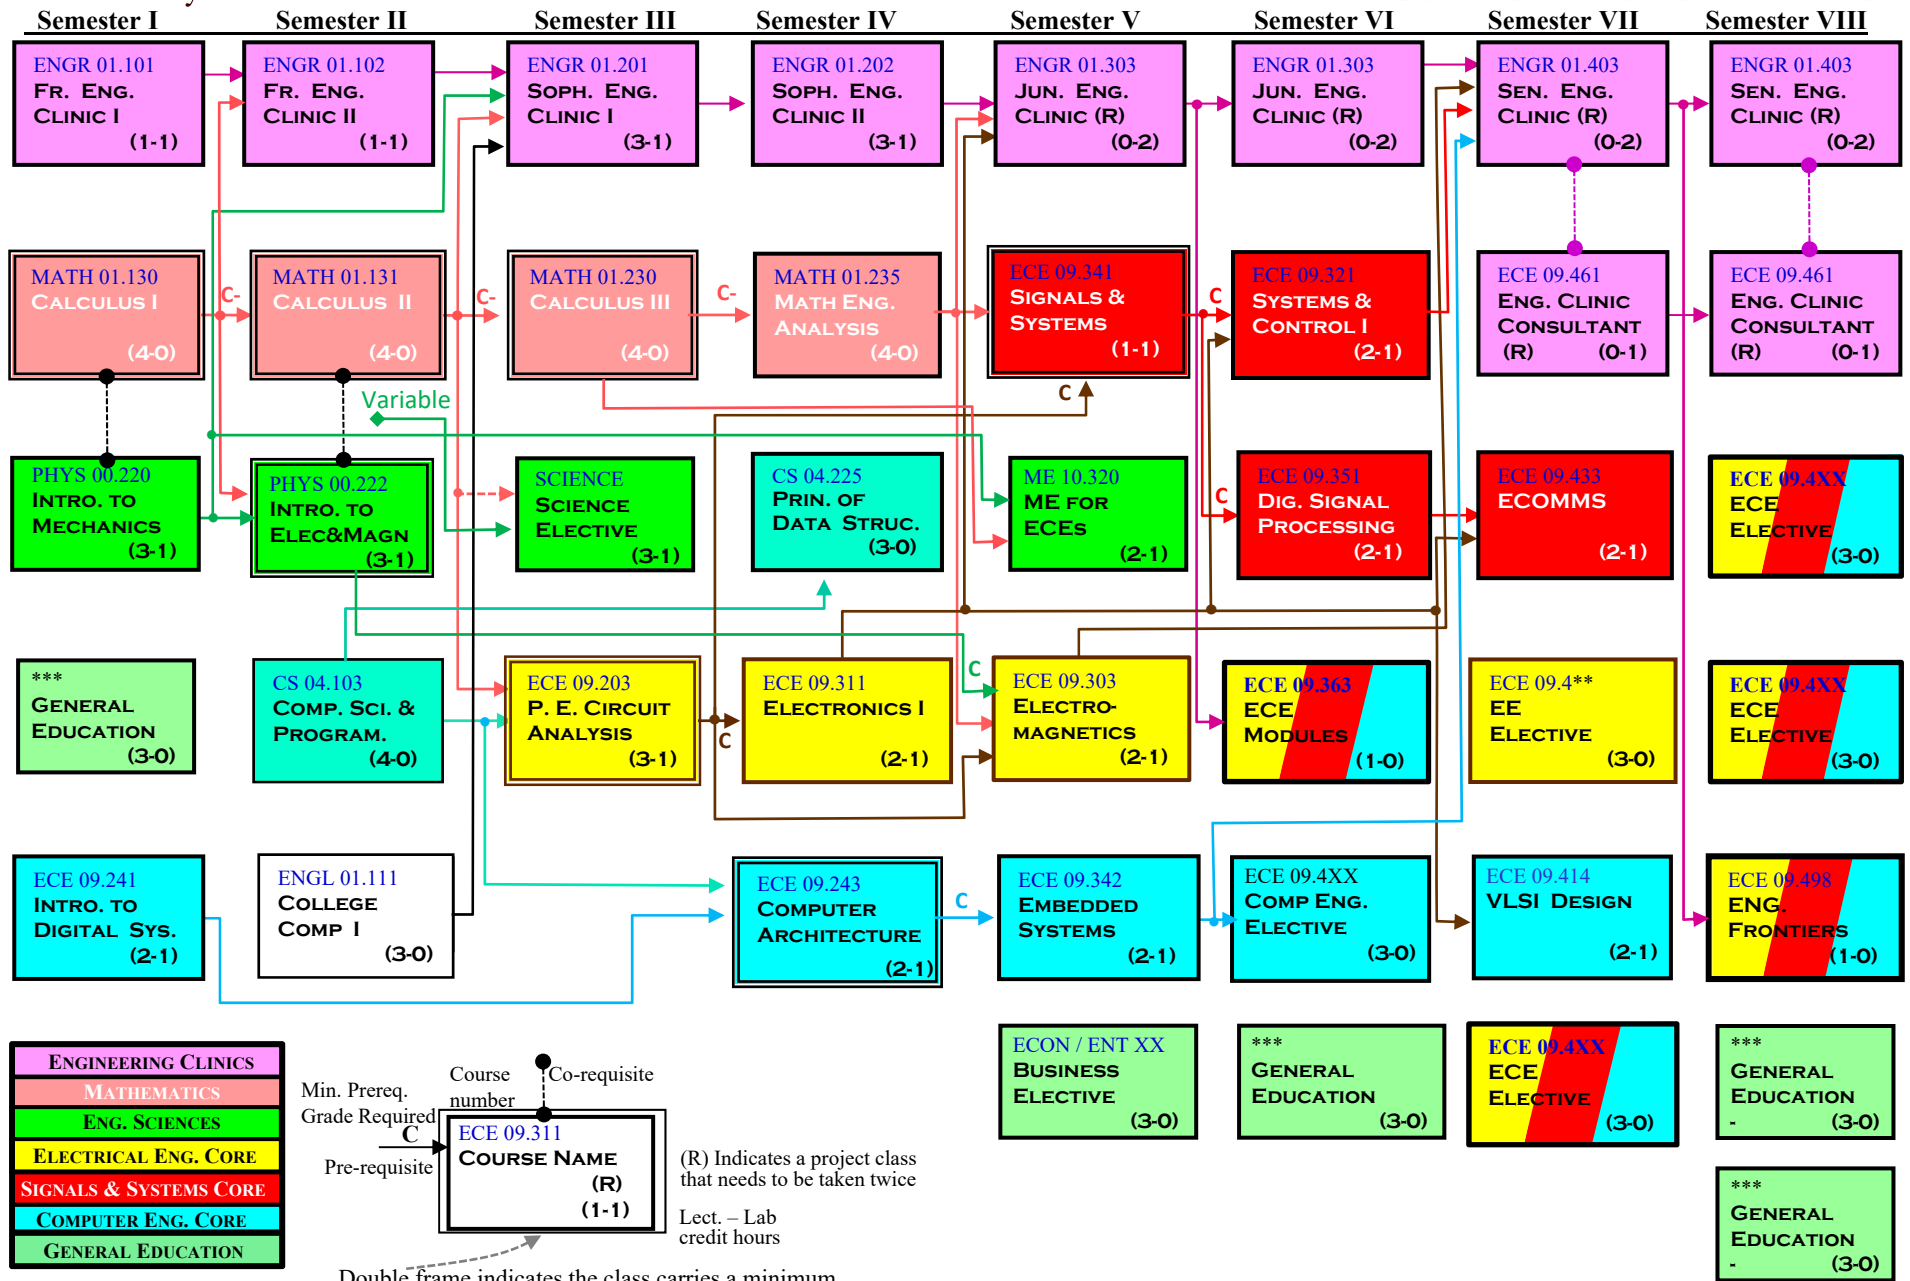 Semester I Semester II Semester III Semester IV Semester V Semester VI Semester VII Semester VIII
ENGR 01.101
FR. ENG.
CLINIC I
(1-1)
ENGR 01.102
FR. ENG.
CLINIC II
(1-1)
ENGR 01.201
SOPH. ENG.
CLINIC I
(3-1)
ENGR 01.202
SOPH. ENG.
CLINIC II
(3-1)
ENGR 01.303
JUN. ENG.
CLINIC (R)
(0-2)
ENGR 01.303
JUN. ENG.
CLINIC (R)
(0-2)
ENGR 01.403
SEN. ENG.
CLINIC (R)
(0-2)
ENGR 01.403
SEN. ENG.
CLINIC (R)
(0-2)
MATH 01.130
CALCULUS I
(4-0)
C-
MATH 01.131
CALCULUS II
(4-0)
C-
MATH 01.230
CALCULUS III
(4-0)
C-
MATH 01.235
MATH ENG.
ANALYSIS
(4-0)
ECE 09.341
SIGNALS &
SYSTEMS
(1-1)
C
C
ECE 09.321
SYSTEMS &
CONTROL I
(2-1)
ECE 09.461
ENG. CLINIC
CONSULTANT
(R) (0-1)
ECE 09.461
ENG. CLINIC
CONSULTANT
(R) (0-1)
Variable
PHYS 00.220
INTRO. TO
MECHANICS
(3-1)
PHYS 00.222
INTRO. TO
ELEC&MAGN
(3-1)
SCIENCE
SCIENCE
ELECTIVE
(3-1)
CS 04.225
PRIN. OF
DATA STRUC.
(3-0)
ME 10.320
ME FOR
ECES
(2-1)
C
ECE 09.351
DIG. SIGNAL
PROCESSING
(2-1)
ECE 09.433
ECOMMS
(2-1)
ECE 09.4XX
ECE
ELECTIVE
(3-0)
***
GENERAL
EDUCATION
(3-0)
CS 04.103
COMP. SCI. &
PROGRAM.
(4-0)
ECE 09.203
P. E. CIRCUIT
ANALYSIS
(3-1)
C
ECE 09.311
ELECTRONICS I
(2-1)
C
ECE 09.303
ELECTRO-
MAGNETICS
(2-1)
ECE 09.363
ECE
MODULES
(1-0)
ECE 09.4**
EE
ELECTIVE
(3-0)
ECE 09.4XX
ECE
ELECTIVE
(3-0)
ECE 09.241
INTRO. TO
DIGITAL SYS.
(2-1)
ENGL 01.111
COLLEGE
COMP I
(3-0)
ECE 09.243
COMPUTER
ARCHITECTURE
(2-1)
C
ECE 09.342
EMBEDDED
SYSTEMS
(2-1)
ECE 09.4XX
COMP ENG.
ELECTIVE
(3-0)
ECE 09.414
VLSI DESIGN
(2-1)
ECE 09.498
ENG.
FRONTIERS
(1-0)
ECON / ENT XX
BUSINESS
ELECTIVE
(3-0)
***
GENERAL
EDUCATION
(3-0)
ECE 09.4XX
ECE
ELECTIVE
(3-0)
***
GENERAL
EDUCATION
- (3-0)
***
GENERAL
EDUCATION
- (3-0)
ENGINEERING CLINICS
MATHEMATICS
ENG. SCIENCES
ELECTRICAL ENG. CORE
SIGNALS & SYSTEMS CORE
COMPUTER ENG. CORE
GENERAL EDUCATION
Min. Prereq.
Grade Required
C
Pre-requisite
Course
number
Co-requisite
ECE 09.311
COURSE NAME
(R)
(1-1)
(R) Indicates a project class
that needs to be taken twice
Lect. – Lab
credit hours
Double frame indicates the class carries a minimum